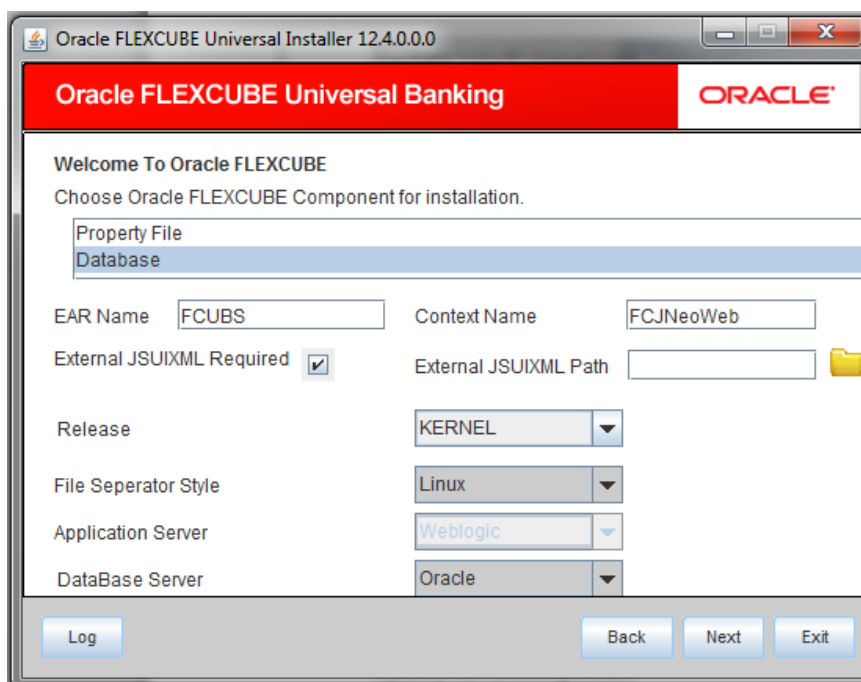 Oracle FLEXCUBE Universal Installer 12.4.0.0.0
Oracle FLEXCUBE Universal Banking
ORACLE
Welcome To Oracle FLEXCUBE
Choose Oracle FLEXCUBE Component for installation.
Property File
Database
EAR Name FCUBS Context Name FCJNeoWeb
External JSUIXML Required External JSUIXML Path
Release KERNEL
File Seperator Style Linux
Application Server Weblogic
DataBase Server Oracle
Log Back Next Exit